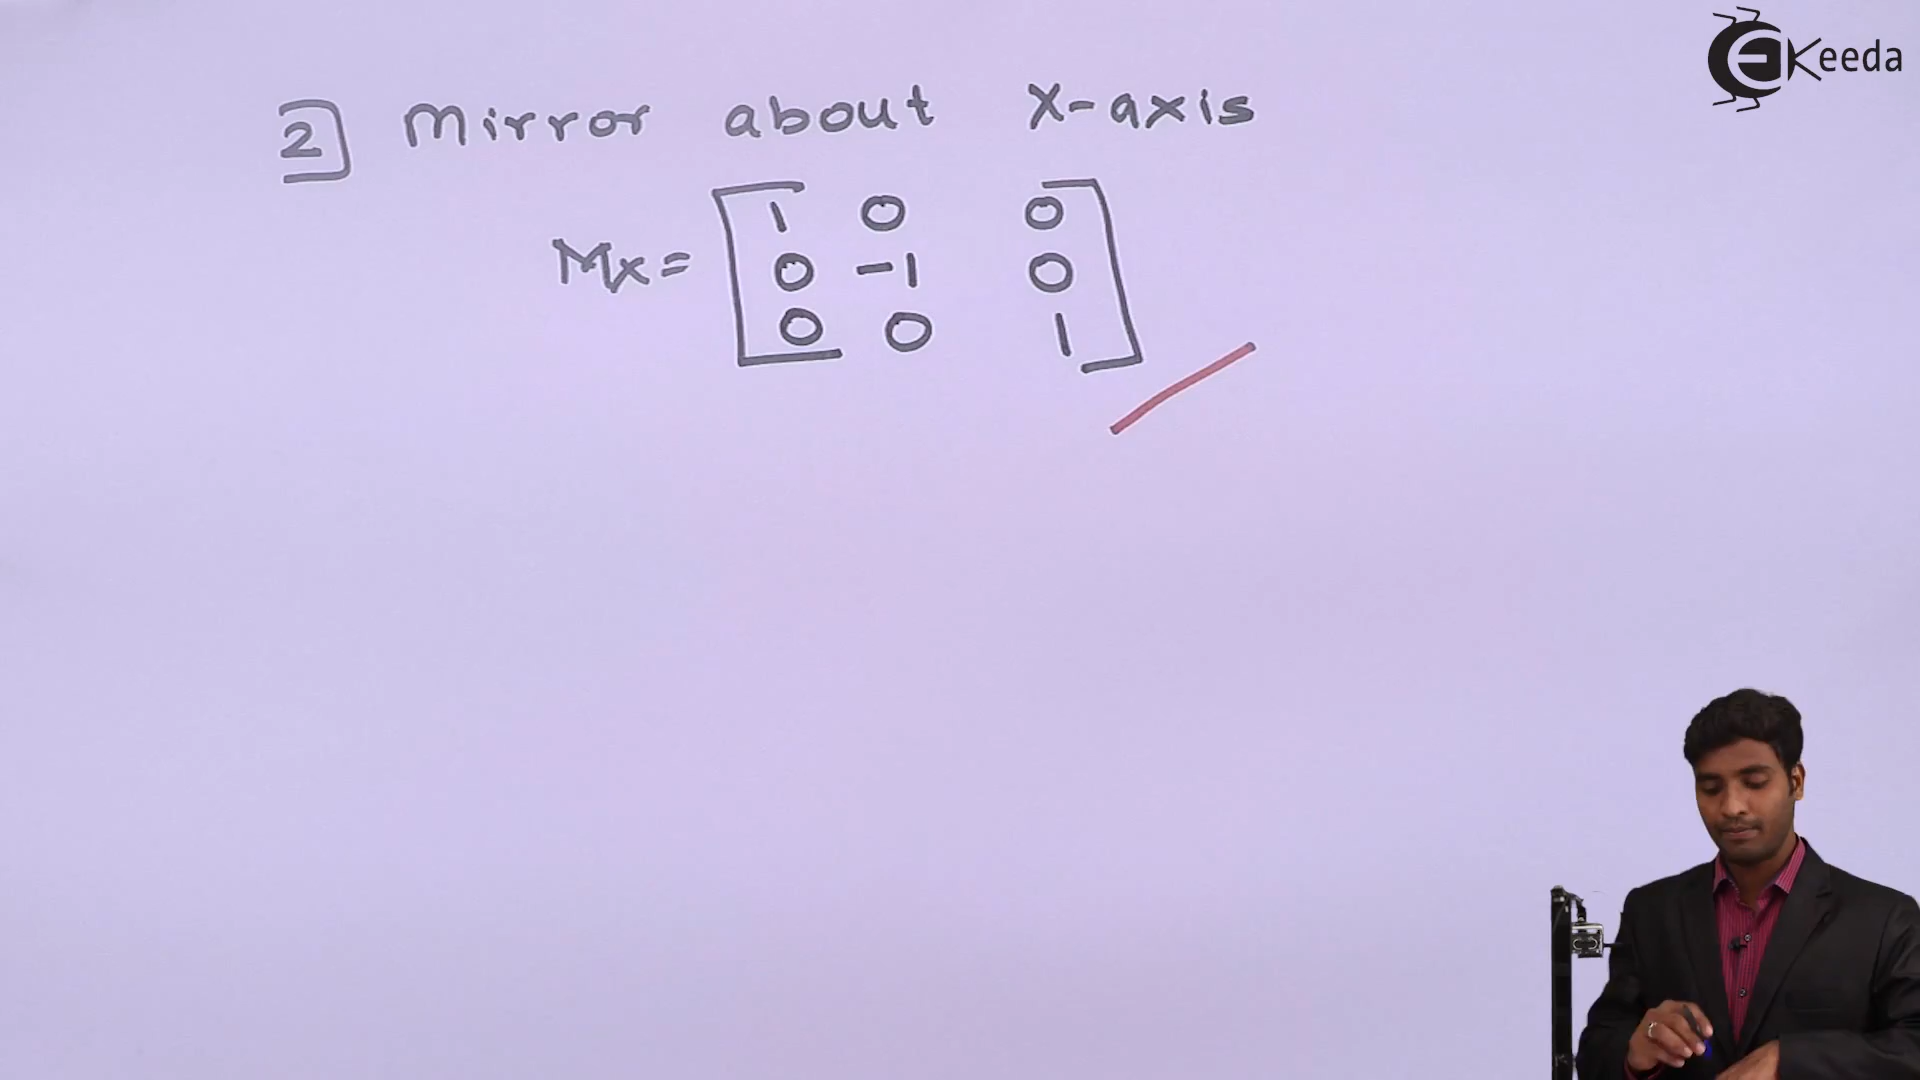 EKeeda
2] Mirror about X-axis
Mx = [ 1 0 0
0 -1 0
0 0 1 ]